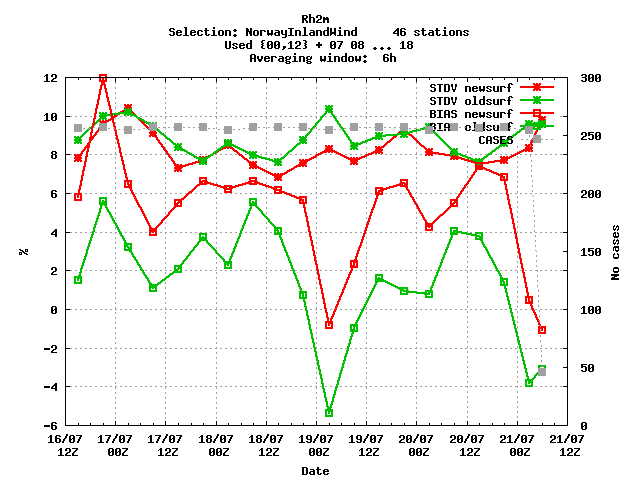 Rh2m
Selection: NorwayInlandWind 46 stations
Used {00,12} + 07 08 ... 18
Averaging window: 6h
12 300
STDV newsurf
STDV oldsurf
10 BIAS newsurf
BIAS oldsurf 250
CASES
8
6 200
4
% 2 150 No cases
0 100
-2
-4 50
-6 0
16/07 17/07 17/07 18/07 18/07 19/07 19/07 20/07 20/07 21/07 21/07
12Z 00Z 12Z 00Z 12Z 00Z 12Z 00Z 12Z 00Z 12Z
Date